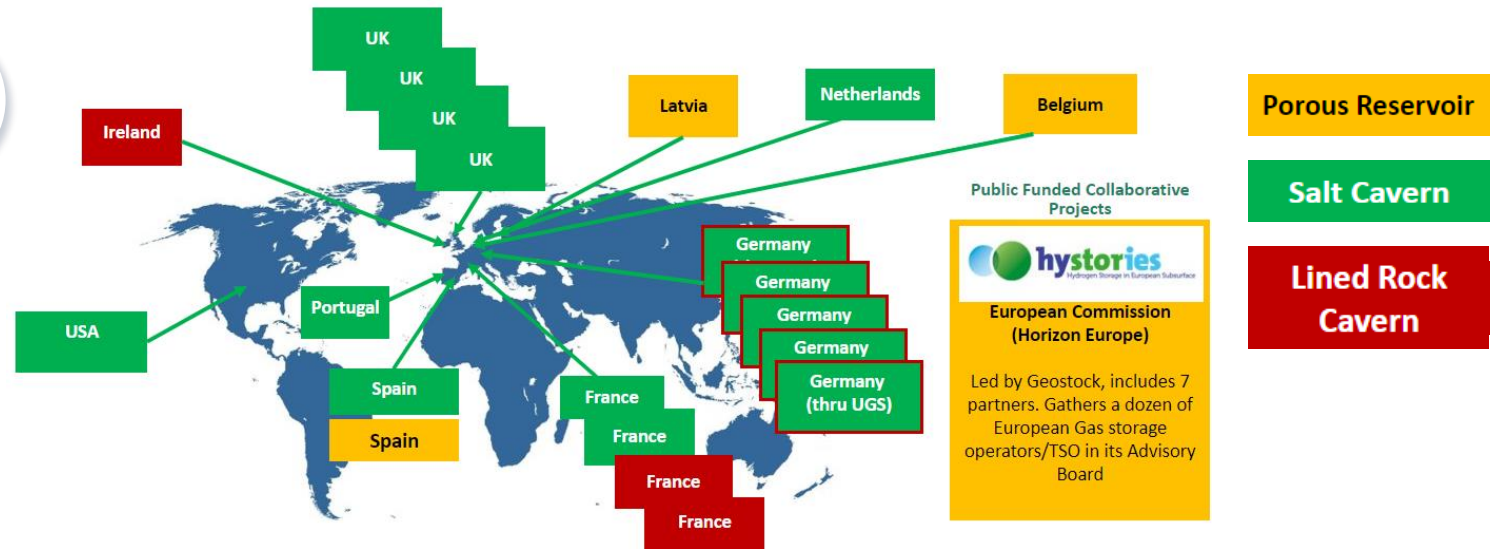 UK
UK
UK
UK
Ireland
Latvia
Netherlands
Belgium
USA
Portugal
Spain
Spain
France
France
France
France
Germany
Germany
Germany
Germany
Germany
(thru UGS)
Public Funded Collaborative
Projects
hystories
Hydrogen Storage in European Subsurface
European Commission
(Horizon Europe)
Led by Geostock, includes 7
partners. Gathers a dozen of
European Gas storage
operators/TSO in its Advisory
Board
Porous Reservoir
Salt Cavern
Lined Rock
Cavern